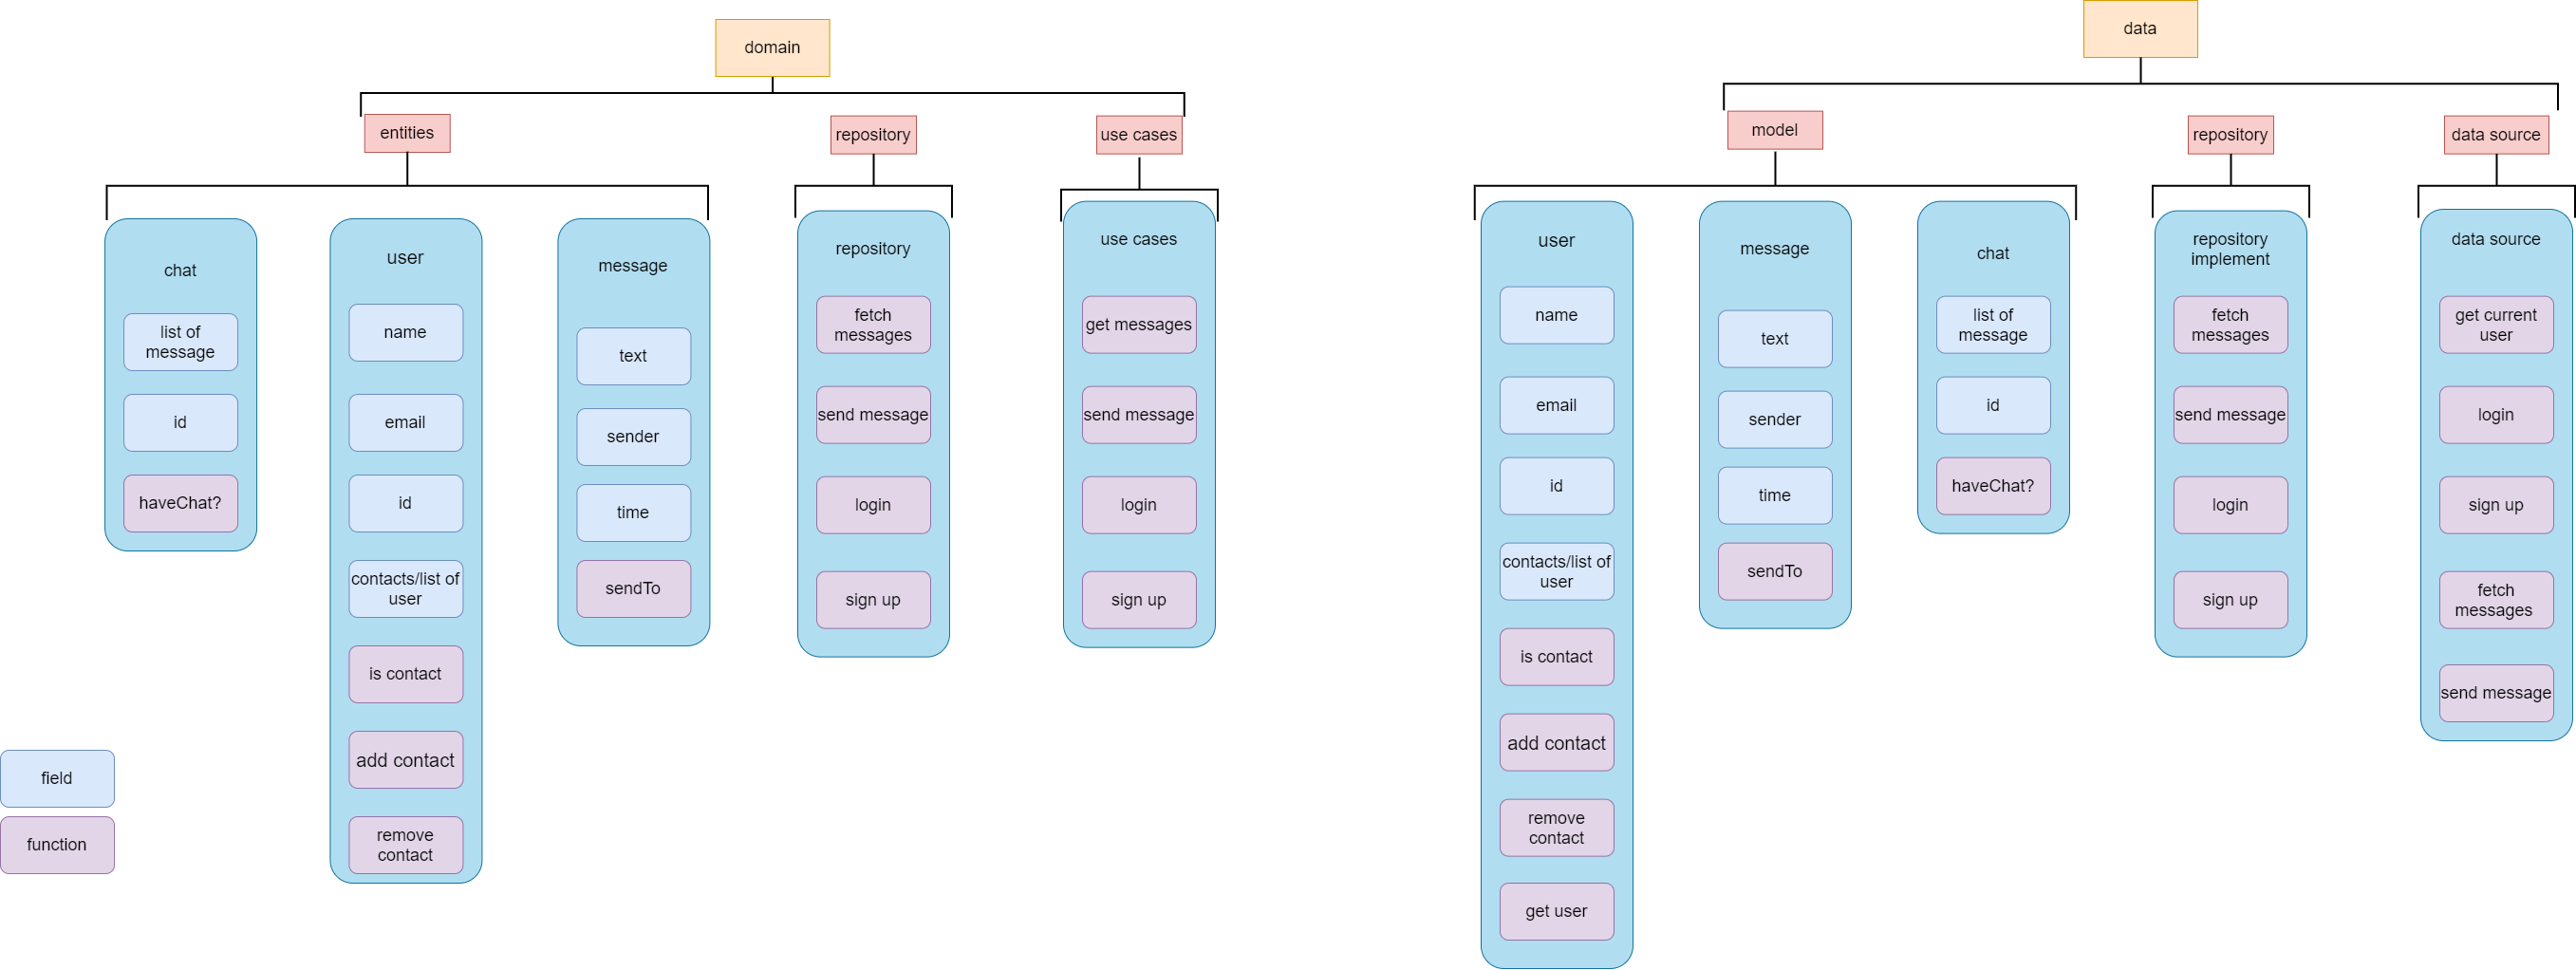 domain
entities
repository
use cases
chat
list of
message
id
haveChat?
user
name
email
id
contacts/list of
user
is contact
add contact
remove
contact
message
text
sender
time
sendTo
repository
fetch
messages
send message
login
sign up
use cases
get messages
send message
login
sign up
field
function
data
model
repository
data source
user
name
email
id
contacts/list of
user
is contact
add contact
remove
contact
get user
message
text
sender
time
sendTo
chat
list of
message
id
haveChat?
repository
implement
fetch
messages
send message
login
sign up
data source
get current
user
login
sign up
fetch
messages
send message